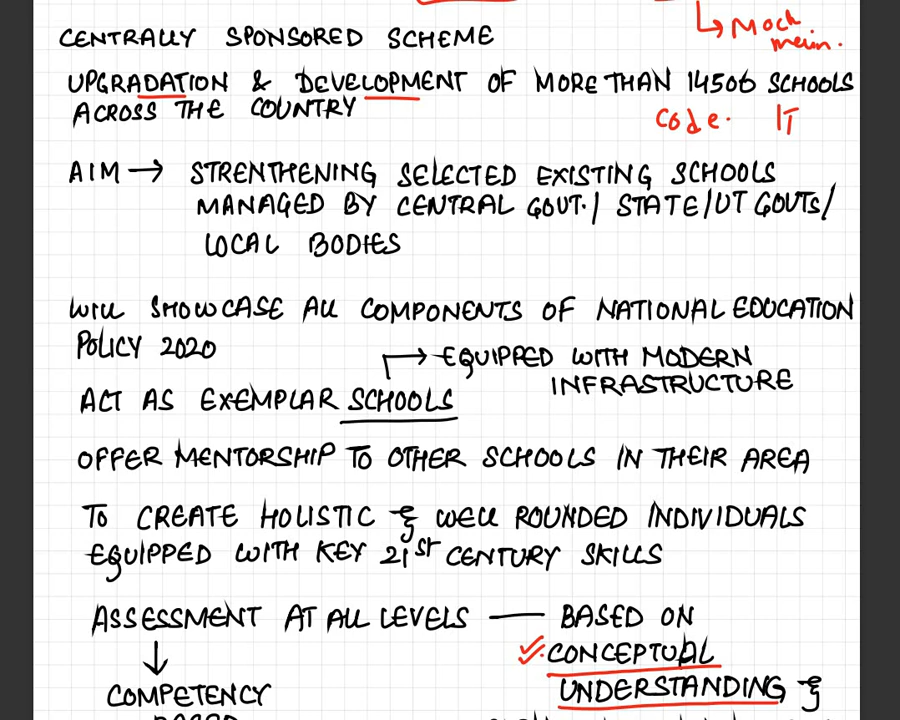 Mock
mein.
CENTRALLY SPONSORED SCHEME
UPGRADATION & DEVELOPMENT OF MORE THAN 14500 SCHOOLS
ACROSS THE COUNTRY
Code. IT
AIM → STRENTHENING SELECTED EXISTING SCHOOLS
MANAGED BY CENTRAL GOVT. / STATE/UT GOVTS/
LOCAL BODIES
WILL SHOWCASE ALL COMPONENTS OF NATIONAL EDUCATION
POLICY 2020
→ EQUIPPED WITH MODERN
INFRASTRUCTURE
ACT AS EXEMPLAR SCHOOLS
OFFER MENTORSHIP TO OTHER SCHOOLS IN THEIR AREA
TO CREATE HOLISTIC & WELL ROUNDED INDIVIDUALS
EQUIPPED WITH KEY 21ST CENTURY SKILLS
ASSESSMENT AT ALL LEVELS — BASED ON
CONCEPTUAL
UNDERSTANDING &
↓
COMPETENCY
BASED